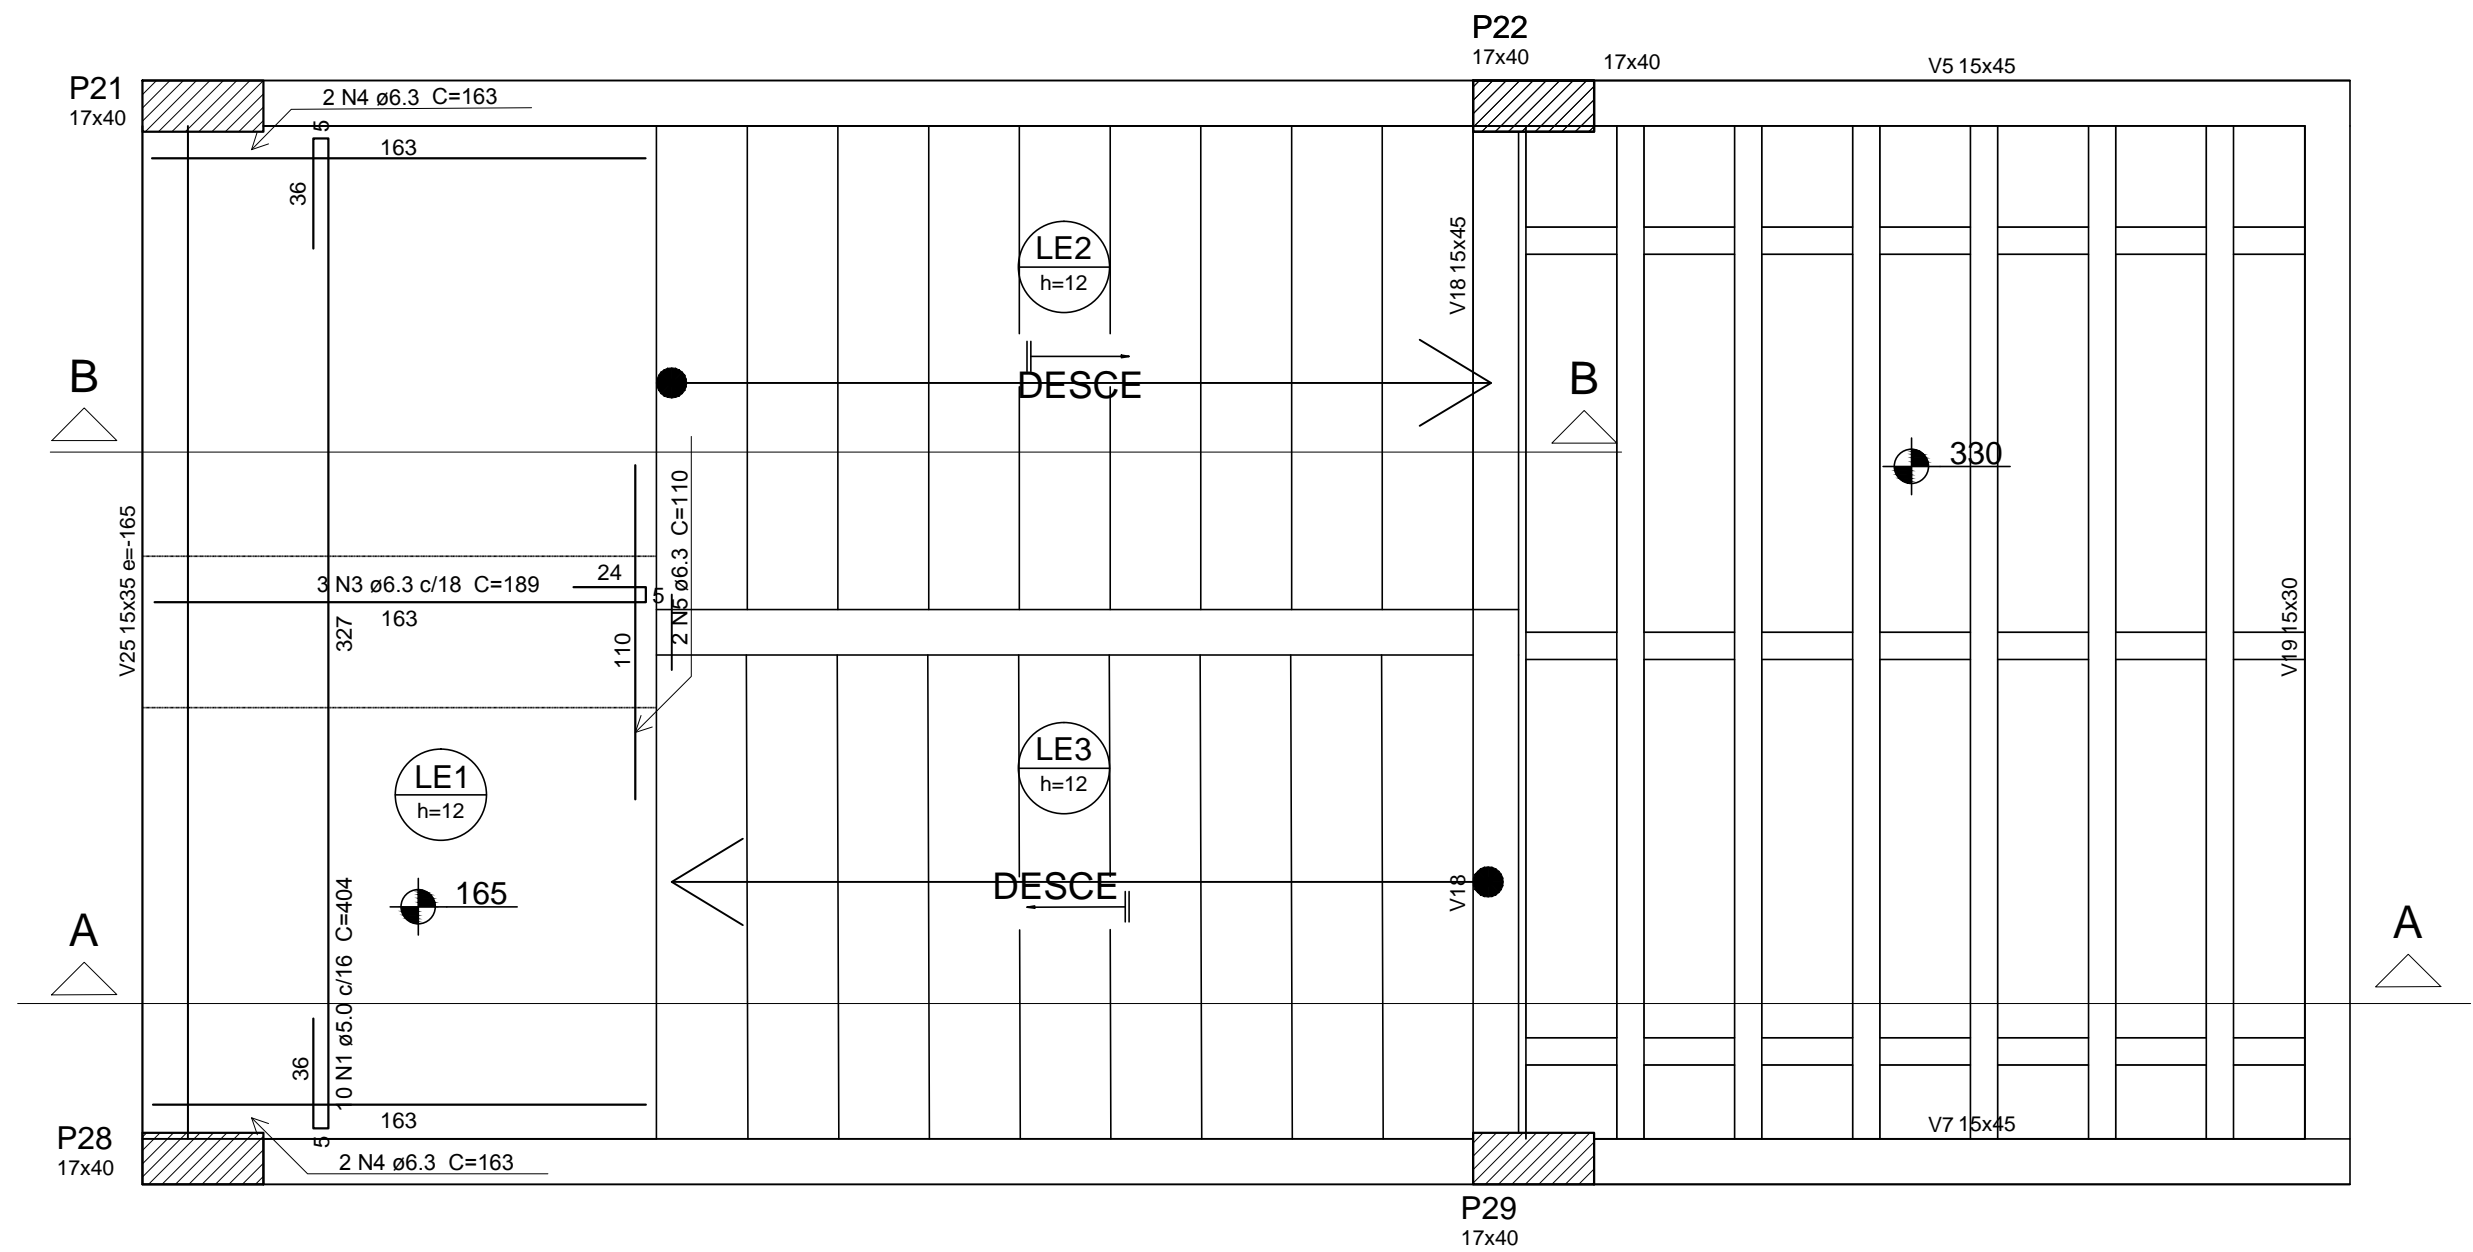 P22
17x40
17x40
V5 15x45
P21
17x40
2 N4 ø6.3  C=163
5
163
36
LE2
h=12
V18 15x45
DESCE
B
B
330
V25 15x35 e=-165
3 N3 ø6.3 c/18  C=189
24
5
163
327
110
2 N5 ø6.3  C=110
V19 15x30
LE1
h=12
LE3
h=12
165
DESCE
V18
A
A
10 N1 ø5.0 c/16  C=404
36
163
5
P28
17x40
2 N4 ø6.3  C=163
V7 15x45
P29
17x40